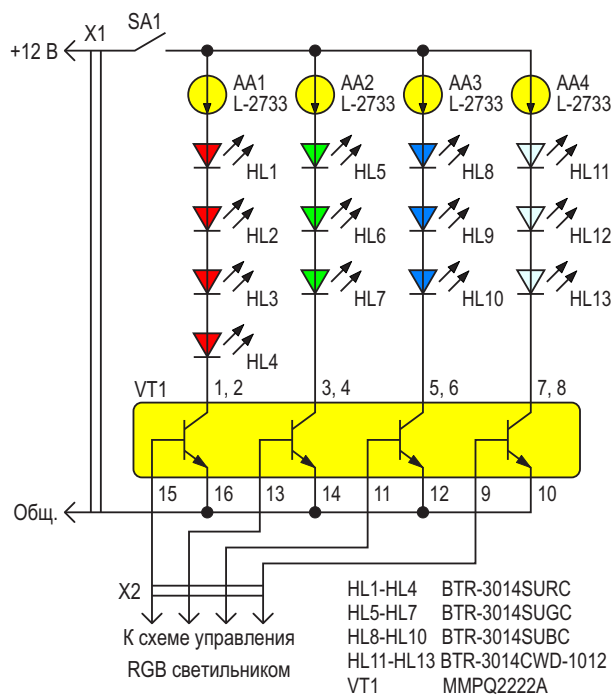 SA1
X1
+12 В
AA1 AA2 AA3 AA4
L-2733 L-2733 L-2733 L-2733
HL1 HL5 HL8 HL11
HL2 HL6 HL9 HL12
HL3 HL7 HL10 HL13
HL4
VT1 1, 2 3, 4 5, 6 7, 8
15 16 13 14 11 12 9 10
Общ.
X2
К схеме управления
RGB светильником
HL1-HL4 BTR-3014SURC
HL5-HL7 BTR-3014SUGC
HL8-HL10 BTR-3014SUBC
HL11-HL13 BTR-3014CWD-1012
VT1 MMPQ2222A